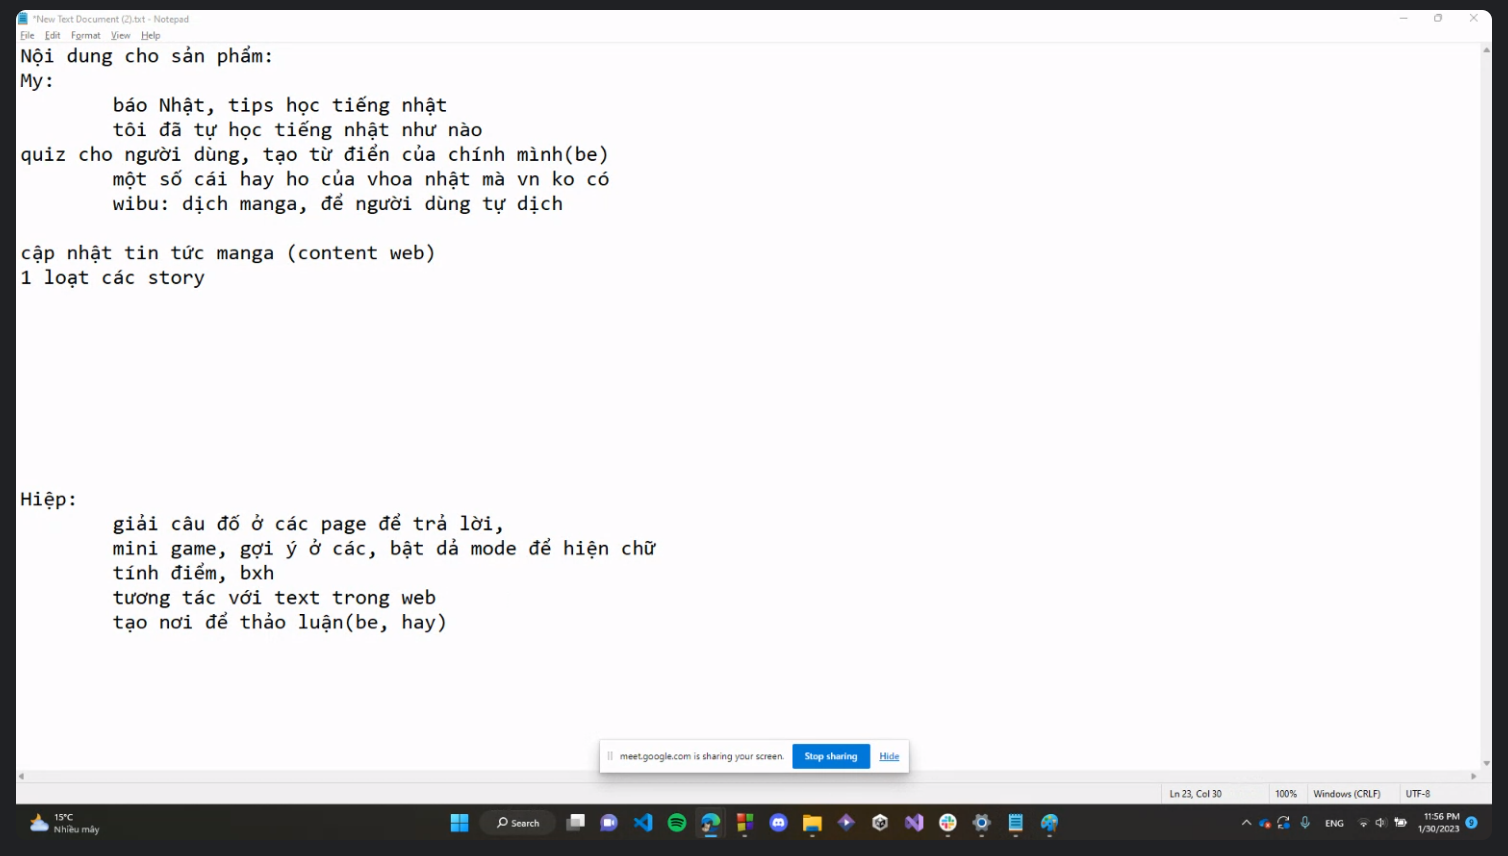 *New Text Document (2).txt - Notepad
File Edit Format View Help
Nội dung cho sản phẩm:
My:
báo Nhật, tips học tiếng nhật
tôi đã tự học tiếng nhật như nào
quiz cho người dùng, tạo từ điển của chính mình(be)
một số cái hay ho của vhoa nhật mà vn ko có
wibu: dịch manga, để người dùng tự dịch
cập nhật tin tức manga (content web)
1 loạt các story
Hiệp:
giải câu đố ở các page để trả lời,
mini game, gợi ý ở các, bật dả mode để hiện chữ
tính điểm, bxh
tương tác với text trong web
tạo nơi để thảo luận(be, hay)
meet.google.com is sharing your screen. Stop sharing Hide
Ln 23, Col 30 100% Windows (CRLF) UTF-8
15°C
Nhiều mây
Search
ENG
11:56 PM
1/30/2023
9